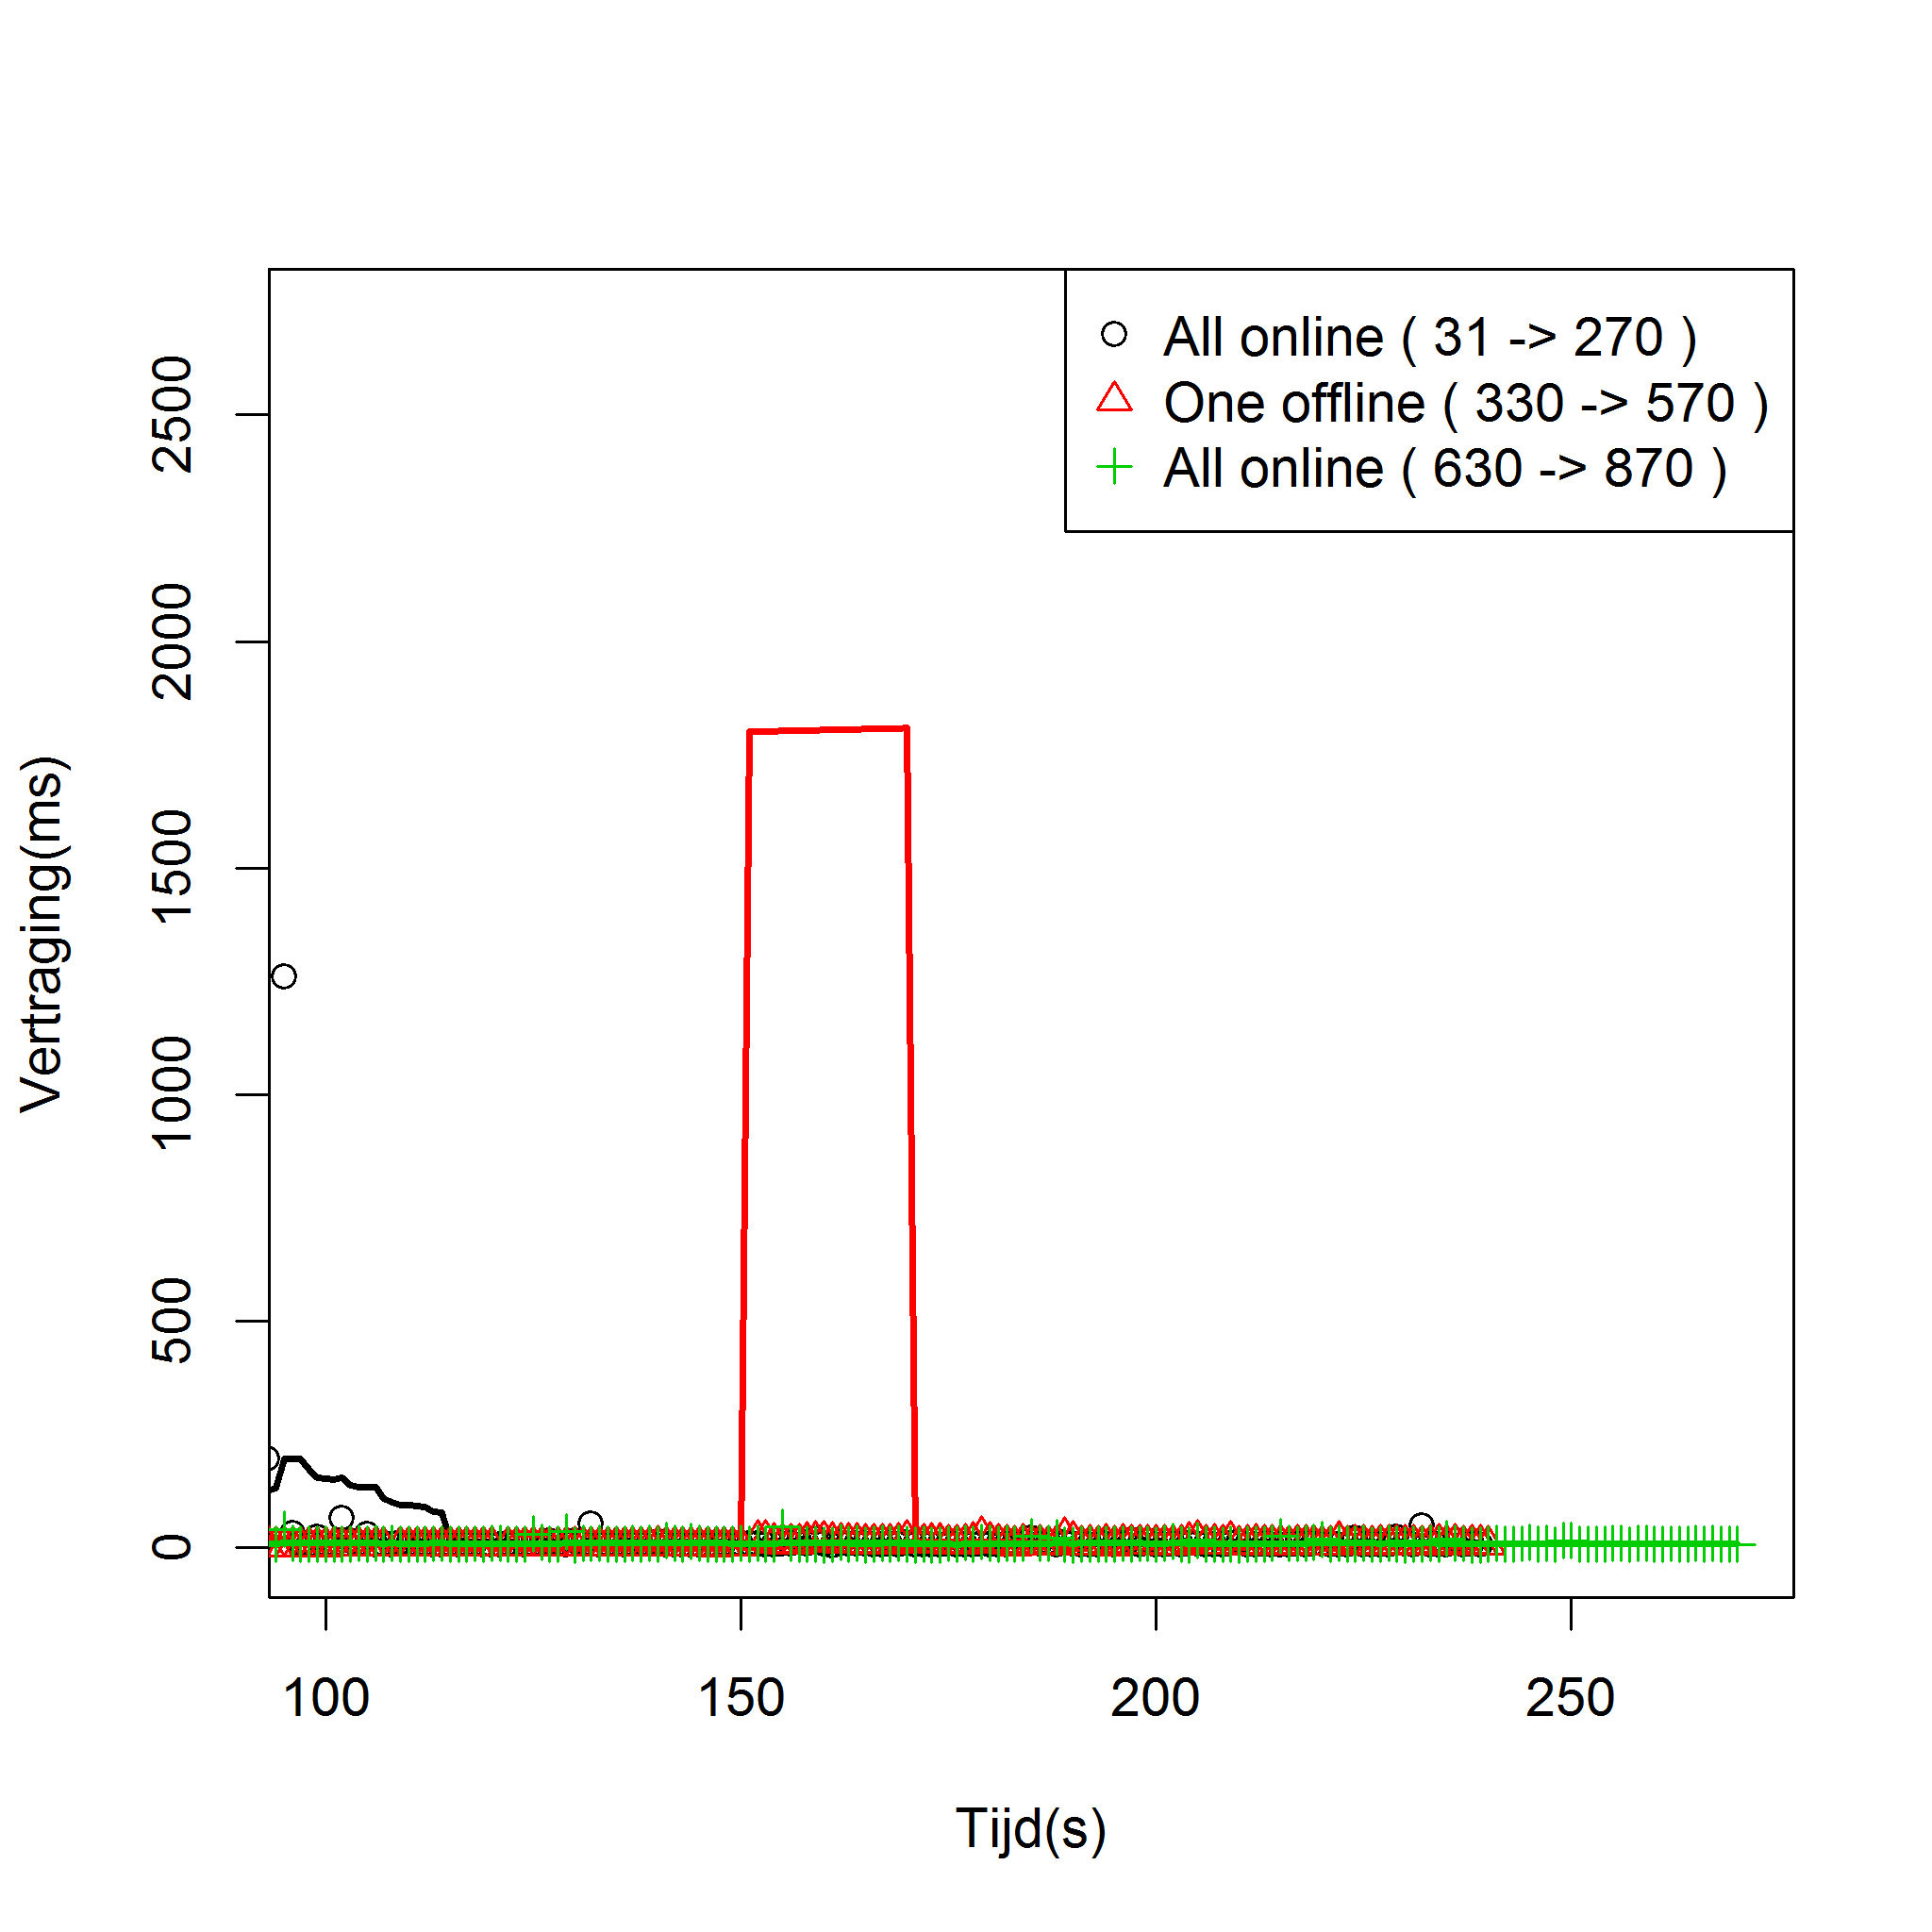 All online ( 31 -> 270 )
One offline ( 330 -> 570 )
All online ( 630 -> 870 )
2500
2000
1500
1000
500
0
Vertraging(ms)
100 150 200 250
Tijd(s)